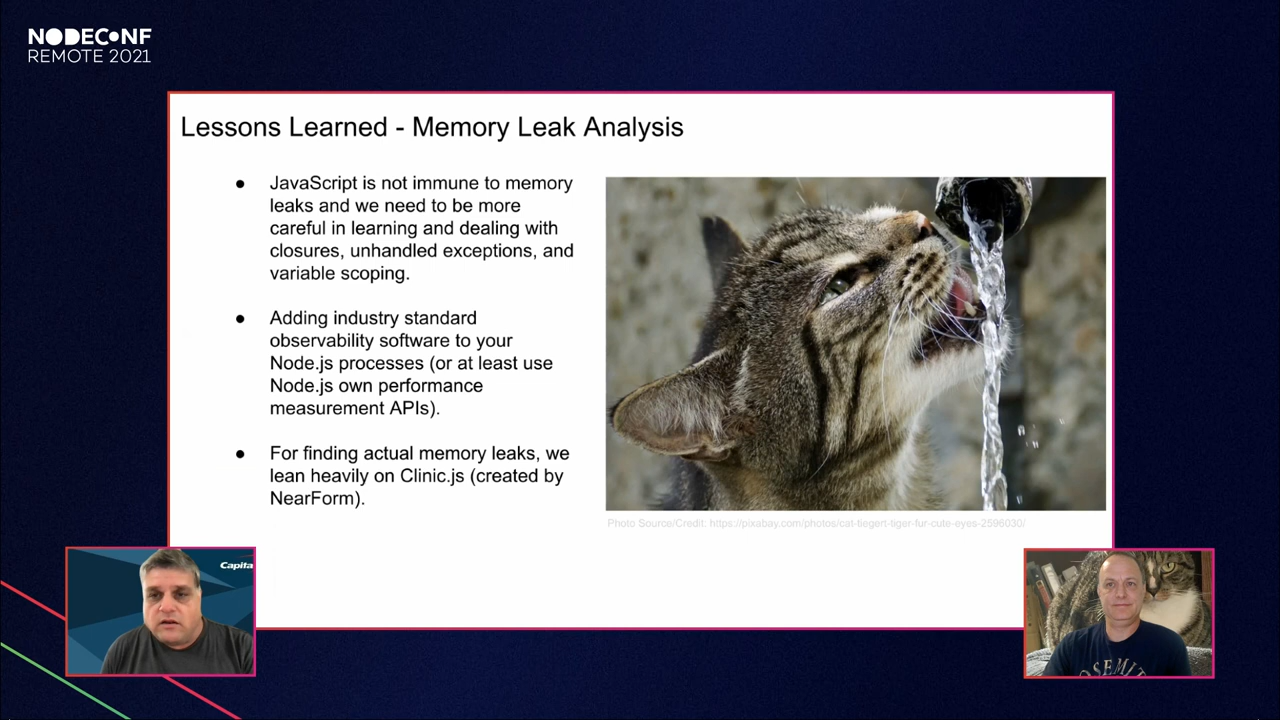 NODECONF
REMOTE 2021
Lessons Learned - Memory Leak Analysis
● JavaScript is not immune to memory
leaks and we need to be more
careful in learning and dealing with
closures, unhandled exceptions, and
variable scoping.
● Adding industry standard
observability software to your
Node.js processes (or at least use
Node.js own performance
measurement APIs).
● For finding actual memory leaks, we
lean heavily on Clinic.js (created by
NearForm).
Photo Source/Credit: https://pixabay.com/photos/cat-tiegert-tiger-fur-cute-eyes-2596030/
Capita
OSEMIT